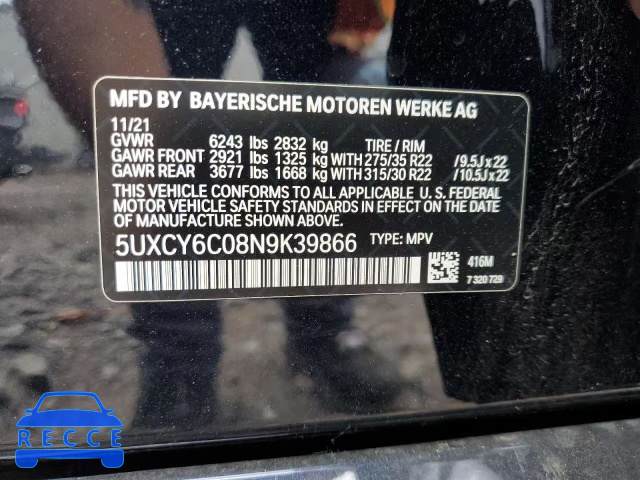 MFD BY BAYERISCHE MOTOREN WERKE AG
11/21
GVWR 6243 lbs 2832 kg TIRE / RIM
GAWR FRONT 2921 lbs 1325 kg WITH 275/35 R22 /9.5J x 22
GAWR REAR 3677 lbs 1668 kg WITH 315/30 R22 /10.5J x 22
THIS VEHICLE CONFORMS TO ALL APPLICABLE U. S. FEDERAL
MOTOR VEHICLE SAFETY STANDARDS
IN EFFECT ON THE DATE OF MANUFACTURE SHOWN ABOVE.
5UXCY6C08N9K39866 TYPE: MPV
416M
7 320 729
RECCE